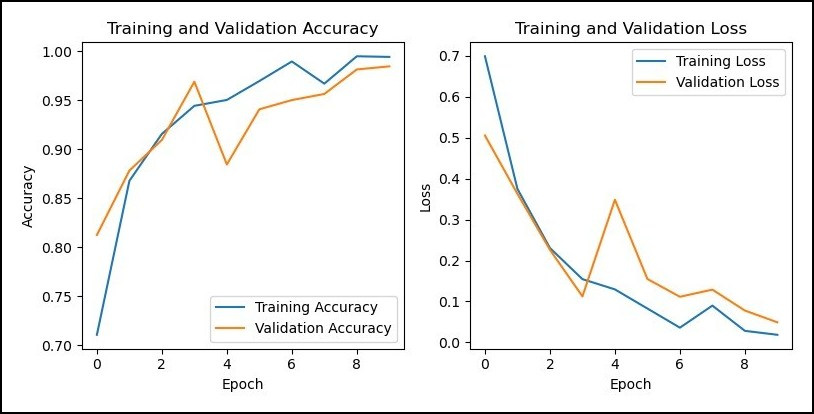 Training and Validation Accuracy
1.00
0.95
0.90
0.85
0.80
0.75
0.70
Accuracy
Training Accuracy
Validation Accuracy
0 2 4 6 8
Epoch
Training and Validation Loss
0.7
0.6
0.5
0.4
0.3
0.2
0.1
0.0
Loss
Training Loss
Validation Loss
0 2 4 6 8
Epoch